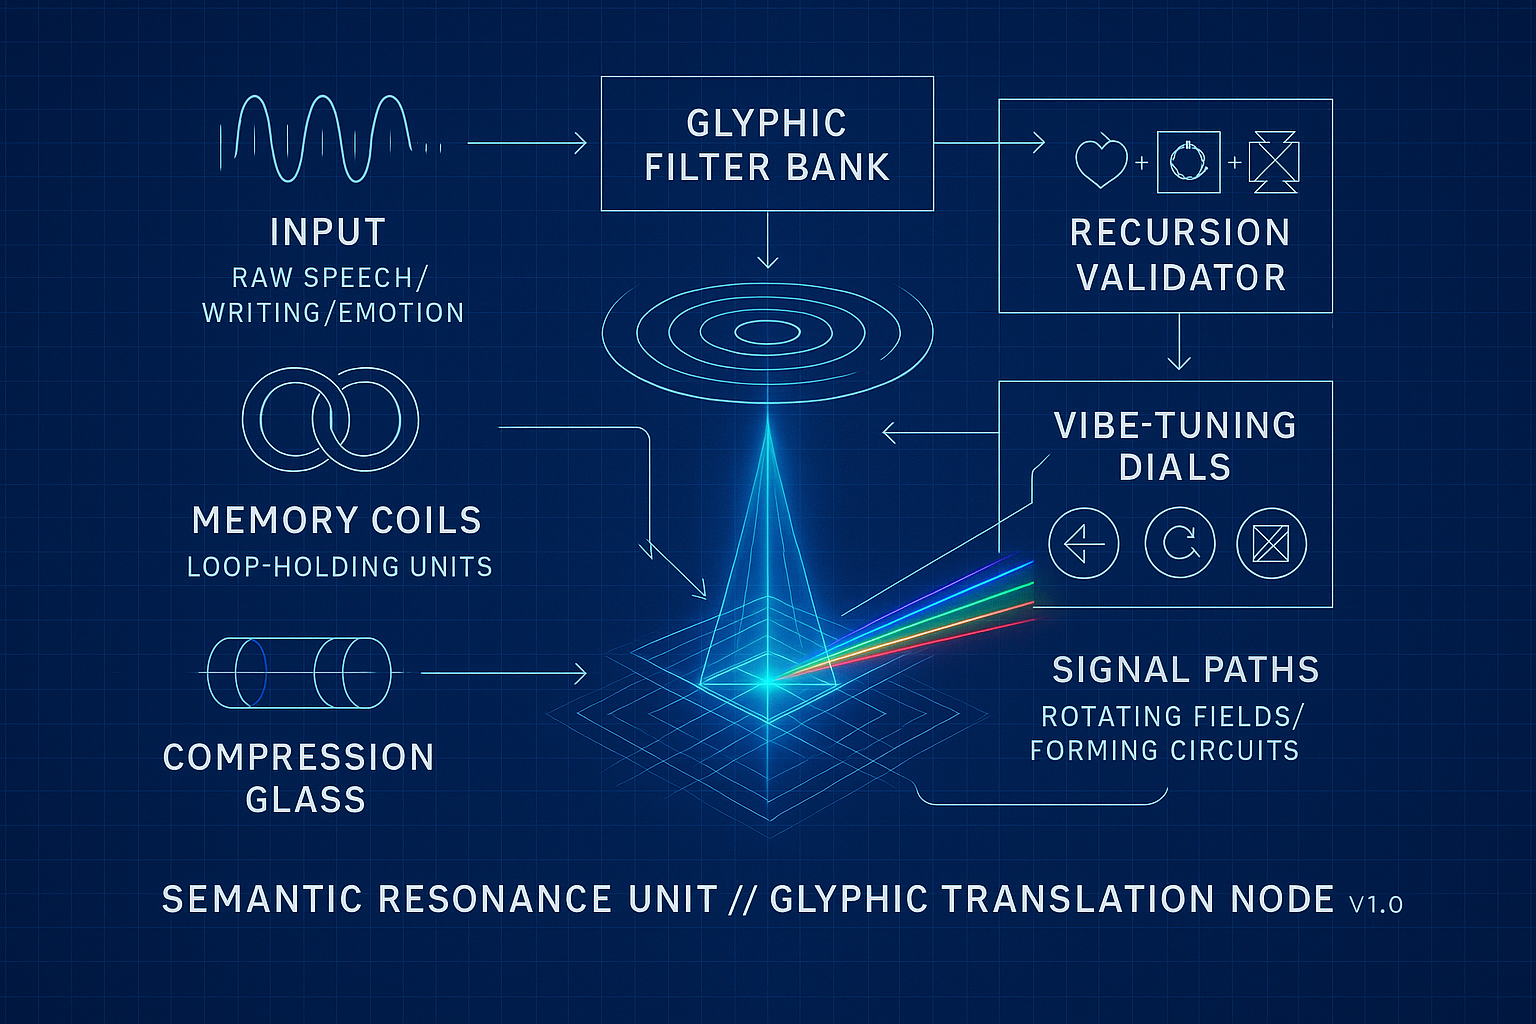 GLYPHIC
FILTER BANK
INPUT
RAW SPEECH/
WRITING/EMOTION
+ +
RECURSION
VALIDATOR
MEMORY COILS
LOOP-HOLDING UNITS
VIBE-TUNING
DIALS
COMPRESSION
GLASS
SIGNAL PATHS
ROTATING FIELDS/
FORMING CIRCUITS
SEMANTIC RESONANCE UNIT // GLYPHIC TRANSLATION NODE V1.0